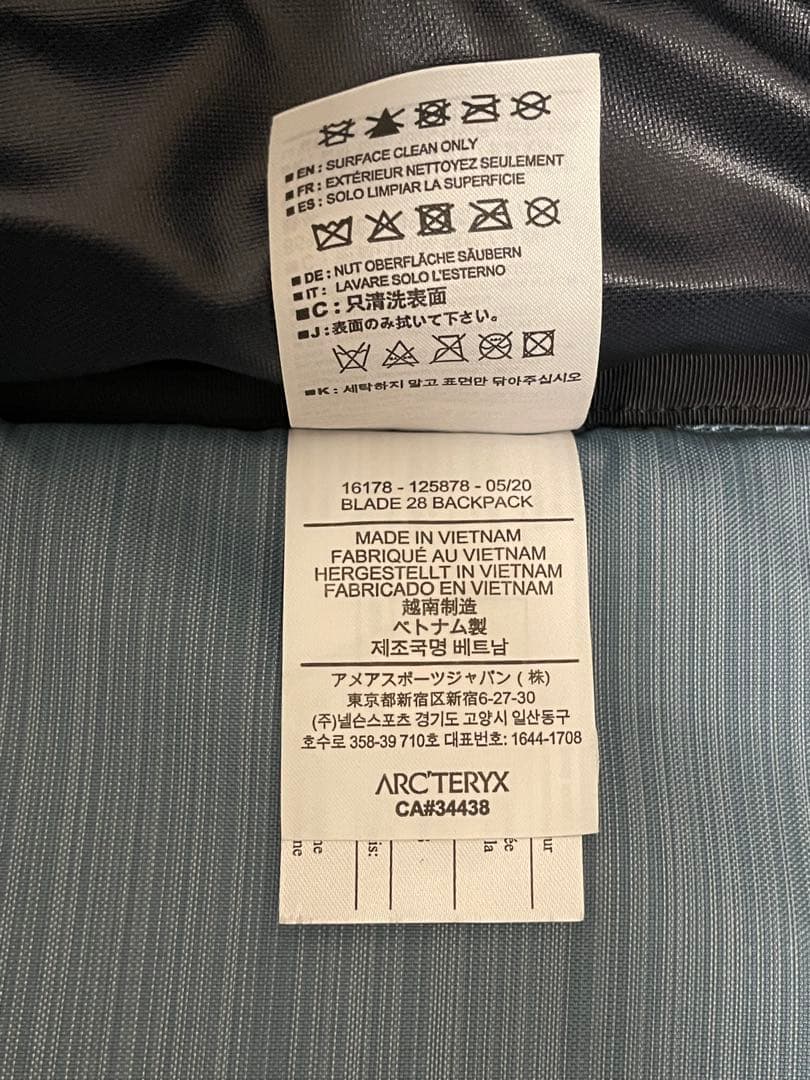 ■ EN : SURFACE CLEAN ONLY
■ FR : EXTÉRIEUR NETTOYEZ SEULEMENT
■ ES : SOLO LIMPIAR LA SUPERFICIE
■ DE : NUT OBERFLÄCHE SÄUBERN
■ IT : LAVARE SOLO L'ESTERNO
■ C : 只清洗表面
■ J : 表面のみ拭いて下さい。
■ K : 세탁하지 말고 표면만 닦아주십시오
16178 - 125878 - 05/20
BLADE 28 BACKPACK
MADE IN VIETNAM
FABRIQUÉ AU VIETNAM
HERGESTELLT IN VIETNAM
FABRICADO EN VIETNAM
越南制造
ベトナム製
제조국명 베트남
アメアスポーツジャパン ( 株)
東京都新宿区新宿6-27-30
(주)넬슨스포츠 경기도 고양시 일산동구
호수로 358-39 710호 대표번호: 1644-1708
ARC'TERYX
CA#34438